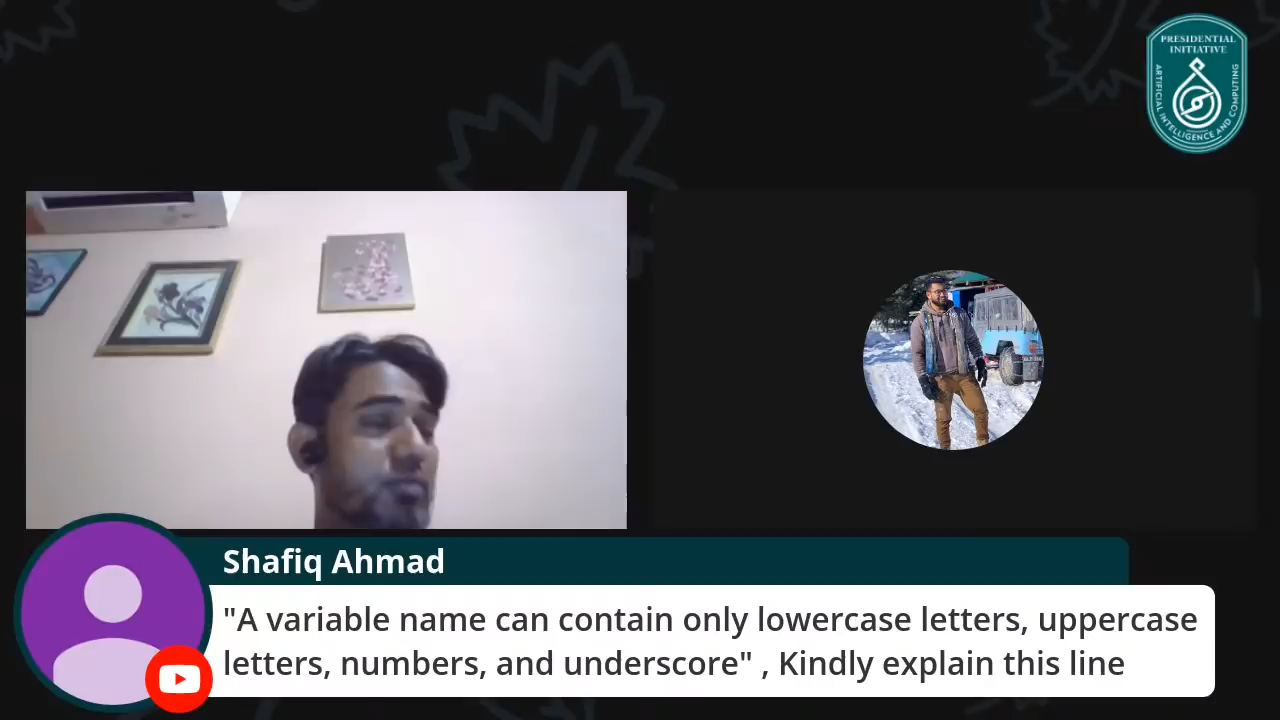 PRESIDENTIAL
INITIATIVE
ARTIFICIAL INTELLIGENCE AND COMPUTING
Shafiq Ahmad
"A variable name can contain only lowercase letters, uppercase
letters, numbers, and underscore" , Kindly explain this line